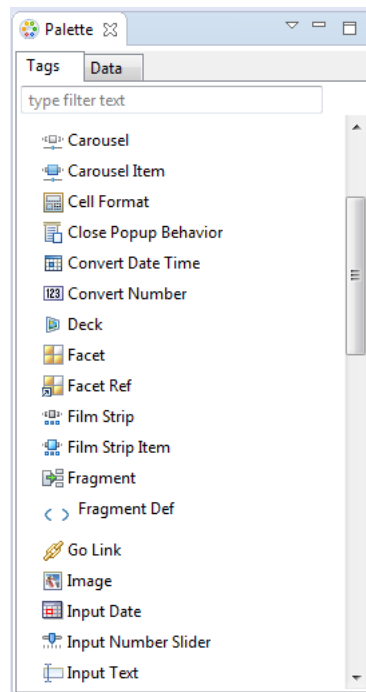 Palette
Tags Data
type filter text
Carousel
Carousel Item
Cell Format
Close Popup Behavior
Convert Date Time
123 Convert Number
Deck
Facet
Facet Ref
Film Strip
Film Strip Item
Fragment
Fragment Def
Go Link
Image
Input Date
Input Number Slider
Input Text